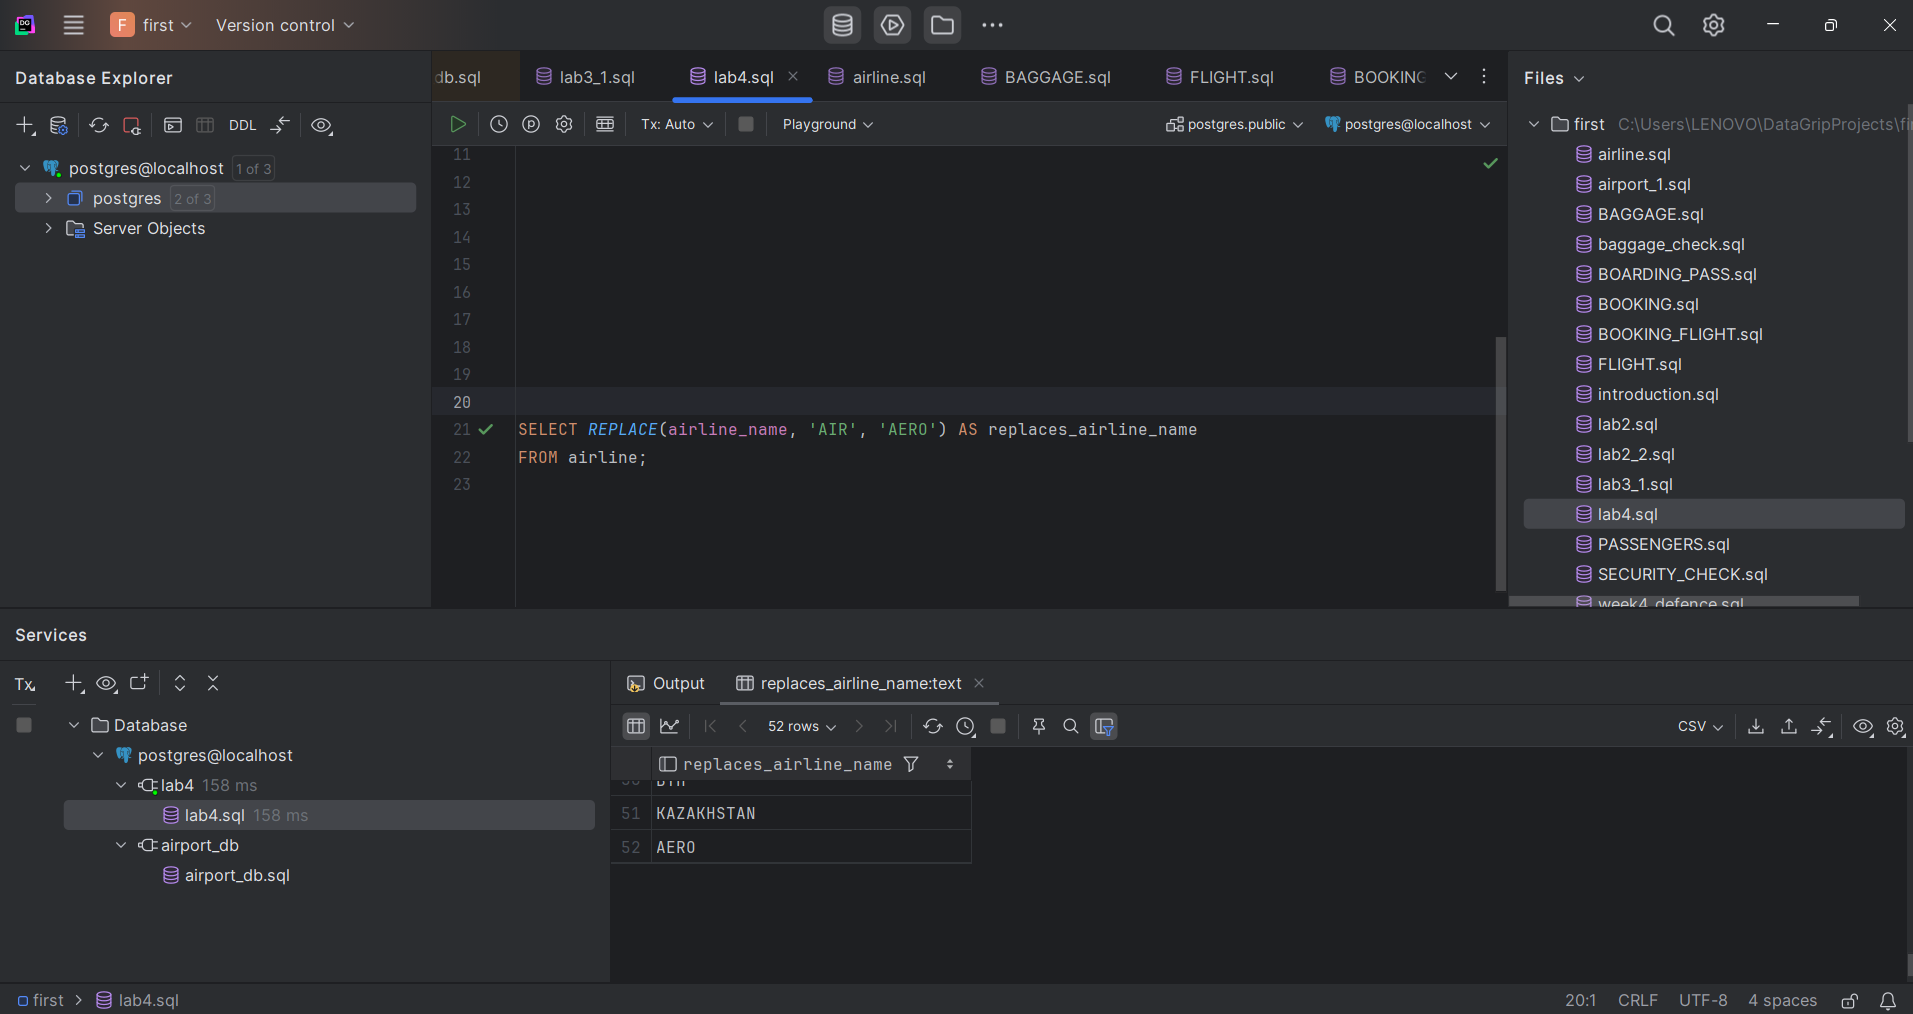 F first Version control
Database Explorer
db.sql lab3_1.sql lab4.sql airline.sql BAGGAGE.sql FLIGHT.sql BOOKING
Files
DDL
Tx: Auto Playground postgres.public postgres@localhost
postgres@localhost 1 of 3
postgres 2 of 3
Server Objects
11
12
13
14
15
16
17
18
19
20
21 SELECT REPLACE(airline_name, 'AIR', 'AERO') AS replaces_airline_name
22 FROM airline;
23
first C:\Users\LENOVO\DataGripProjects\fi
airline.sql
airport_1.sql
BAGGAGE.sql
baggage_check.sql
BOARDING_PASS.sql
BOOKING.sql
BOOKING_FLIGHT.sql
FLIGHT.sql
introduction.sql
lab2.sql
lab2_2.sql
lab3_1.sql
lab4.sql
PASSENGERS.sql
SECURITY_CHECK.sql
week4_defence.sql
Services
Tx
Database
postgres@localhost
lab4 158 ms
lab4.sql 158 ms
airport_db
airport_db.sql
Output replaces_airline_name:text
52 rows CSV
replaces_airline_name
51 KAZAKHSTAN
52 AERO
first > lab4.sql
20:1 CRLF UTF-8 4 spaces